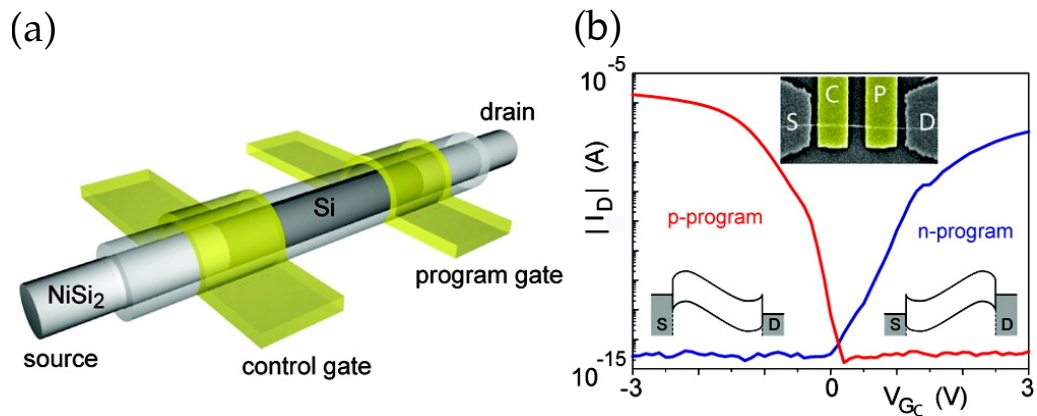 (a)
drain
Si
program gate
NiSi2
control gate
source
(b)
10^-5
|I_D| (A)
10^-15
C P
S D
p-program
n-program
S D
S D
-3 0 3
V_GC (V)